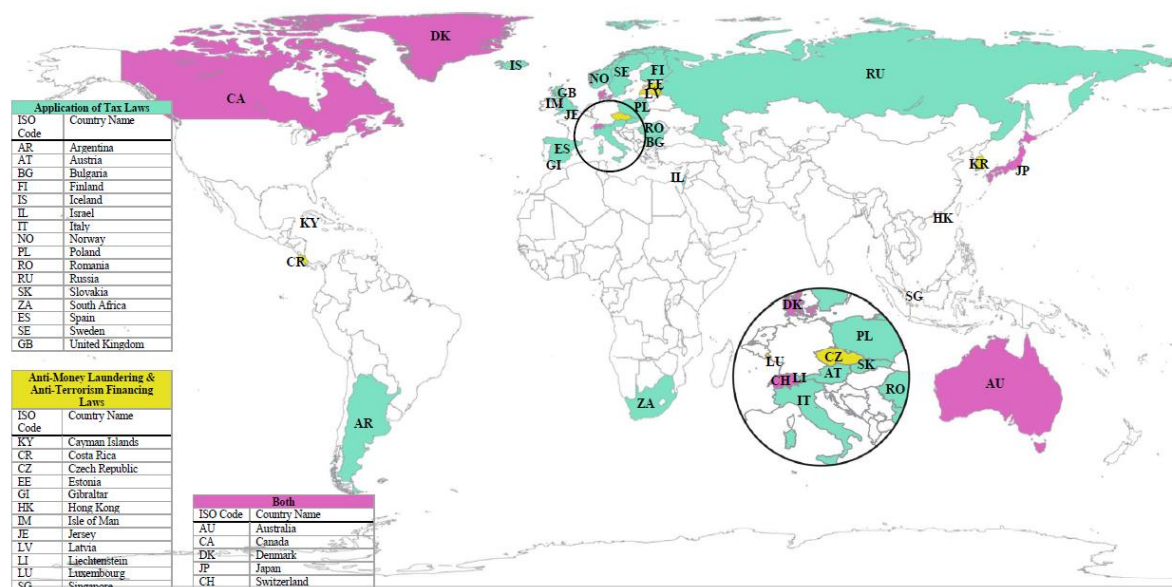 DK
IS
RU
CA
NO
SE
FI
EE
LV
GB
IM
JE
PL
RO
BG
ES
GI
IL
KR
JP
KY
HK
CR
SG
ZA
AR
AU
DK
PL
LU
CZ
SK
CH
LI
AT
IT
RO
Application of Tax Laws
ISO Code Country Name
AR Argentina
AT Austria
BG Bulgaria
FI Finland
IS Iceland
IL Israel
IT Italy
NO Norway
PL Poland
RO Romania
RU Russia
SK Slovakia
ZA South Africa
ES Spain
SE Sweden
GB United Kingdom
Anti-Money Laundering &
Anti-Terrorism Financing
Laws
ISO Code Country Name
KY Cayman Islands
CR Costa Rica
CZ Czech Republic
EE Estonia
GI Gibraltar
HK Hong Kong
IM Isle of Man
JE Jersey
LV Latvia
LI Liechtenstein
LU Luxembourg
SG Singapore
Both
ISO Code Country Name
AU Australia
CA Canada
DK Denmark
JP Japan
CH Switzerland